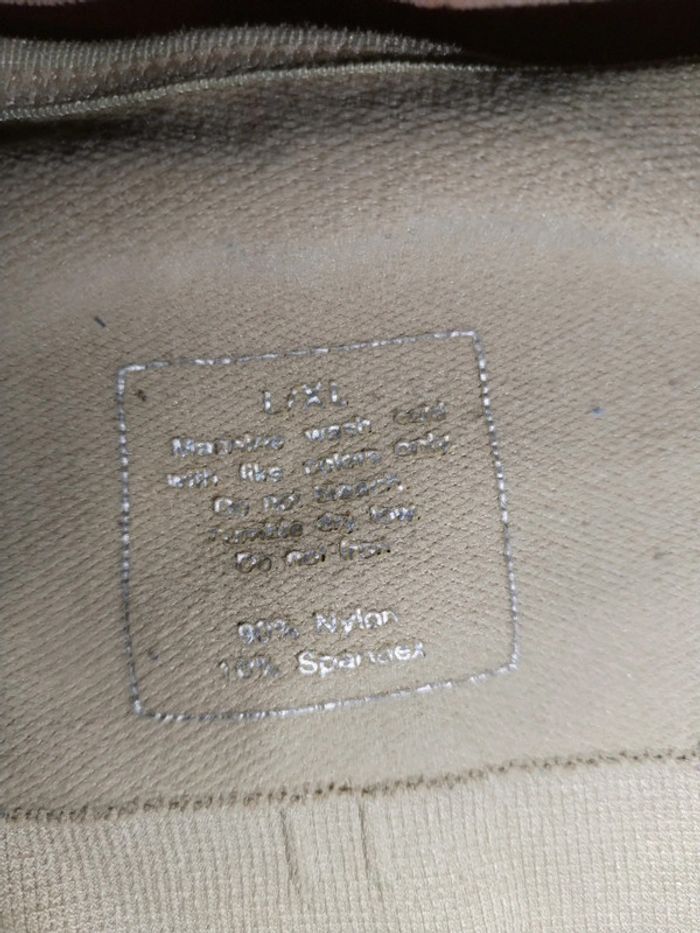 L/XL
Machine wash cold
with like colors only.
Do not bleach.
Tumble dry low.
Do not iron.
90% Nylon
10% Spandex